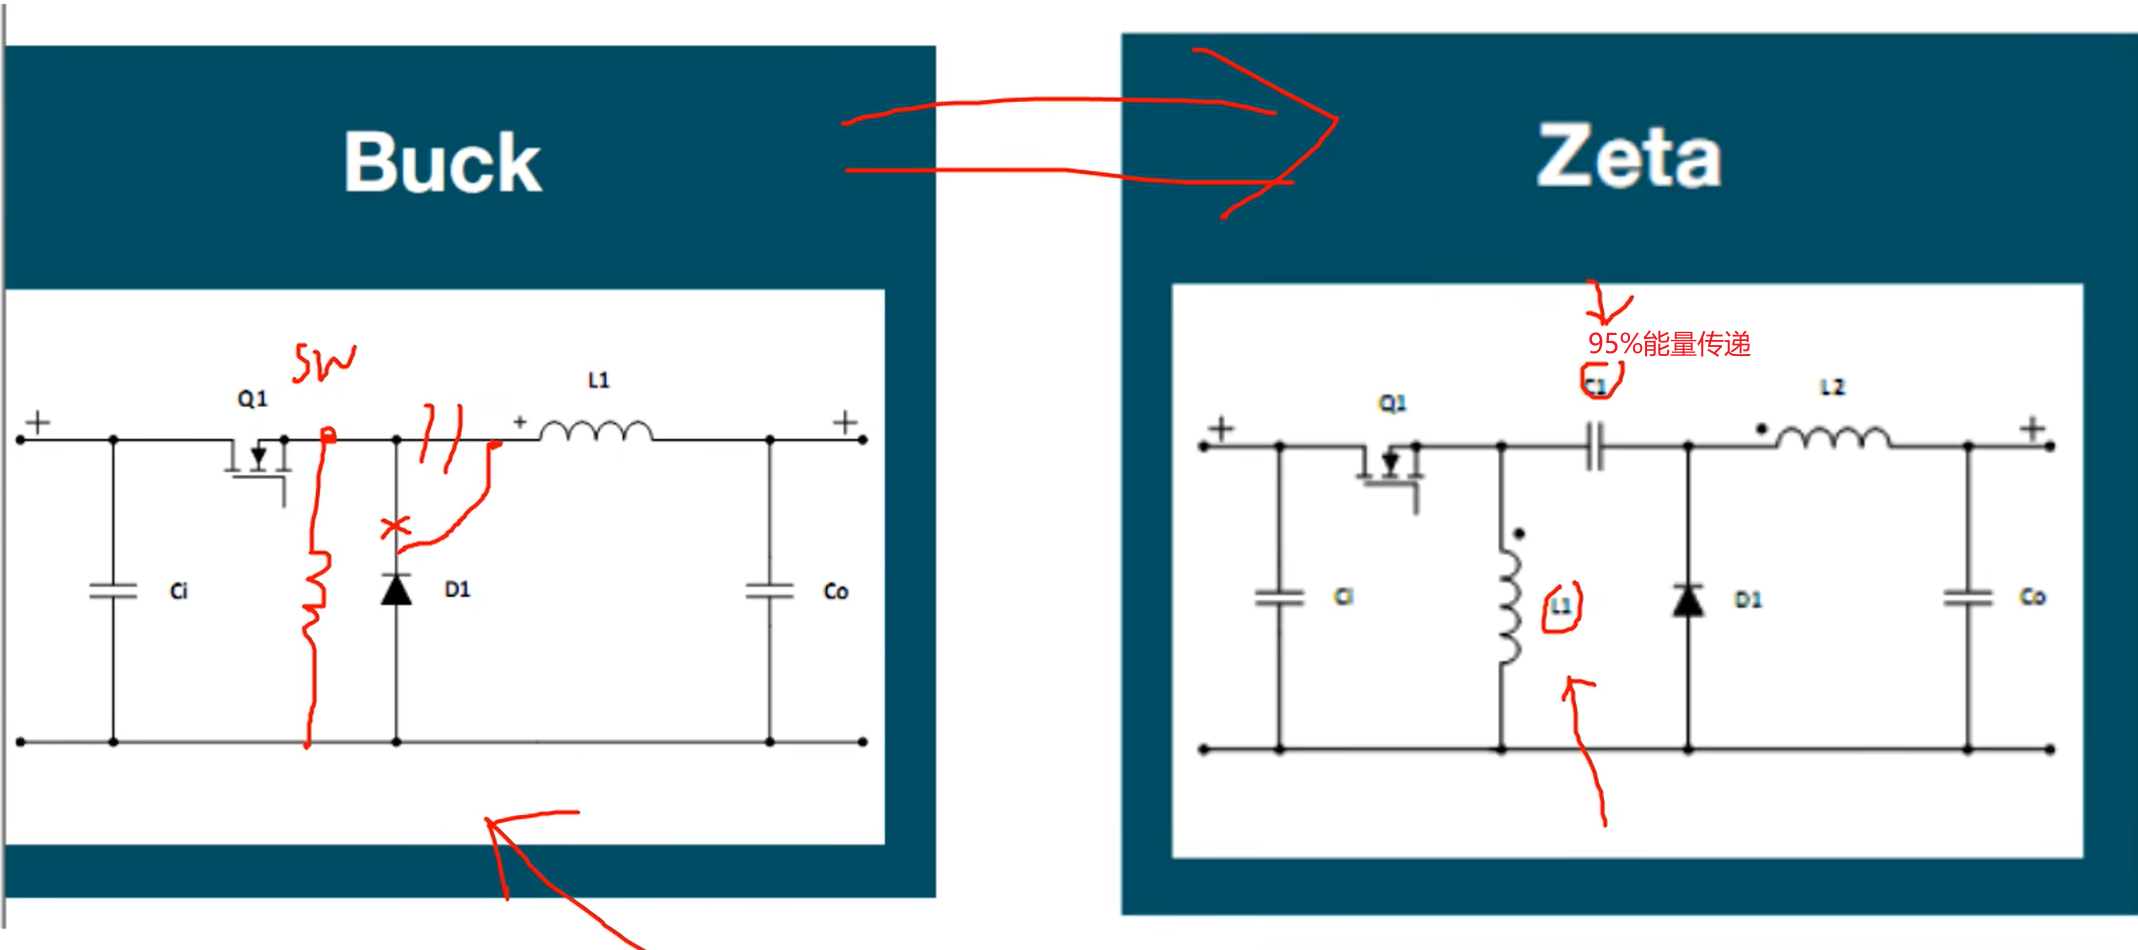 Buck
SW
Q1
L1
+
+
+
Ci
D1
Co
Zeta
95%能量传递
C1
Q1
L2
+
+
Ci
L1
D1
Co